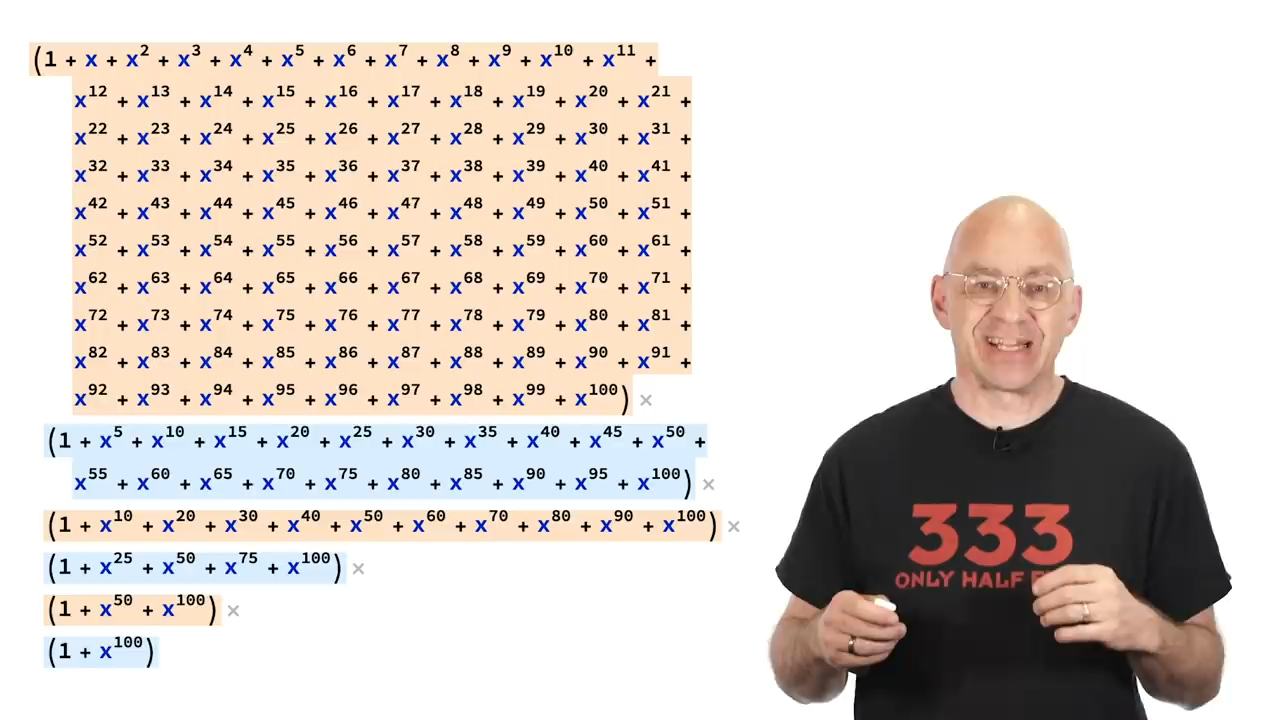 (1 + x + x² + x³ + x⁴ + x⁵ + x⁶ + x⁷ + x⁸ + x⁹ + x¹⁰ + x¹¹ +
x¹² + x¹³ + x¹⁴ + x¹⁵ + x¹⁶ + x¹⁷ + x¹⁸ + x¹⁹ + x²⁰ + x²¹ +
x²² + x²³ + x²⁴ + x²⁵ + x²⁶ + x²⁷ + x²⁸ + x²⁹ + x³⁰ + x³¹ +
x³² + x³³ + x³⁴ + x³⁵ + x³⁶ + x³⁷ + x³⁸ + x³⁹ + x⁴⁰ + x⁴¹ +
x⁴² + x⁴³ + x⁴⁴ + x⁴⁵ + x⁴⁶ + x⁴⁷ + x⁴⁸ + x⁴⁹ + x⁵⁰ + x⁵¹ +
x⁵² + x⁵³ + x⁵⁴ + x⁵⁵ + x⁵⁶ + x⁵⁷ + x⁵⁸ + x⁵⁹ + x⁶⁰ + x⁶¹ +
x⁶² + x⁶³ + x⁶⁴ + x⁶⁵ + x⁶⁶ + x⁶⁷ + x⁶⁸ + x⁶⁹ + x⁷⁰ + x⁷¹ +
x⁷² + x⁷³ + x⁷⁴ + x⁷⁵ + x⁷⁶ + x⁷⁷ + x⁷⁸ + x⁷⁹ + x⁸⁰ + x⁸¹ +
x⁸² + x⁸³ + x⁸⁴ + x⁸⁵ + x⁸⁶ + x⁸⁷ + x⁸⁸ + x⁸⁹ + x⁹⁰ + x⁹¹ +
x⁹² + x⁹³ + x⁹⁴ + x⁹⁵ + x⁹⁶ + x⁹⁷ + x⁹⁸ + x⁹⁹ + x¹⁰⁰) ×
(1 + x⁵ + x¹⁰ + x¹⁵ + x²⁰ + x²⁵ + x³⁰ + x³⁵ + x⁴⁰ + x⁴⁵ + x⁵⁰ +
x⁵⁵ + x⁶⁰ + x⁶⁵ + x⁷⁰ + x⁷⁵ + x⁸⁰ + x⁸⁵ + x⁹⁰ + x⁹⁵ + x¹⁰⁰) ×
(1 + x¹⁰ + x²⁰ + x³⁰ + x⁴⁰ + x⁵⁰ + x⁶⁰ + x⁷⁰ + x⁸⁰ + x⁹⁰ + x¹⁰⁰) ×
(1 + x²⁵ + x⁵⁰ + x⁷⁵ + x¹⁰⁰) ×
(1 + x⁵⁰ + x¹⁰⁰) ×
(1 + x¹⁰⁰)
333
ONLY HALF